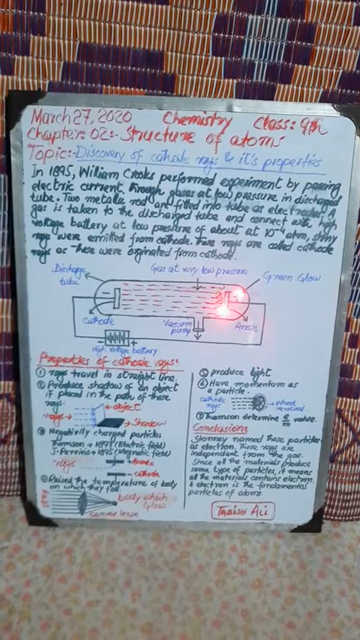 March 27, 2020 Chemistry Class: 9th
Chapter: 02:- Structure of atoms
Topic:- Discovery of cathode rays & it's properties
In 1895, William Crooks performed experiment by passing
electric current through gases at low pressure in discharged
tube. Two metalic rod are fitted into tube as electrodes. A
gas is taken to the discharged tube and connect with high
voltage battery at low pressure of about at 10⁻⁴ atm, shiny
rays were emitted from cathode. These rays are called cathode
rays as These were originated from cathode.
Discharge tube
Gas at very low pressure
Green Glow
Cathode
Vacuum pump
Anode
High Voltage battery
Properties of cathode rays:
① rays travel in straight line.
② Produce shadow of an object
if placed in the path of these
rays.
rays
object
Shadow
③ Negatively charged particles
Thomson → 1897 (Electric field)
J. Perrin → 1895 (Magnetic field)
rays
anode
cathode
④ Raised the temperature of body
on which they fall
body which
Glow
⑤ produce light
⑥ Have momentum as
a particle.
cathode rays
wheel revolved
⑦ Thomson determine e/m value.
Conclusions
Stoney named these particles
as electron. These rays are
independent from the gas.
Since all the materials produce
same type of particles, it means
all the materials contains electron.
& electron is the fundamental
particles of atoms.
Tabish Ali